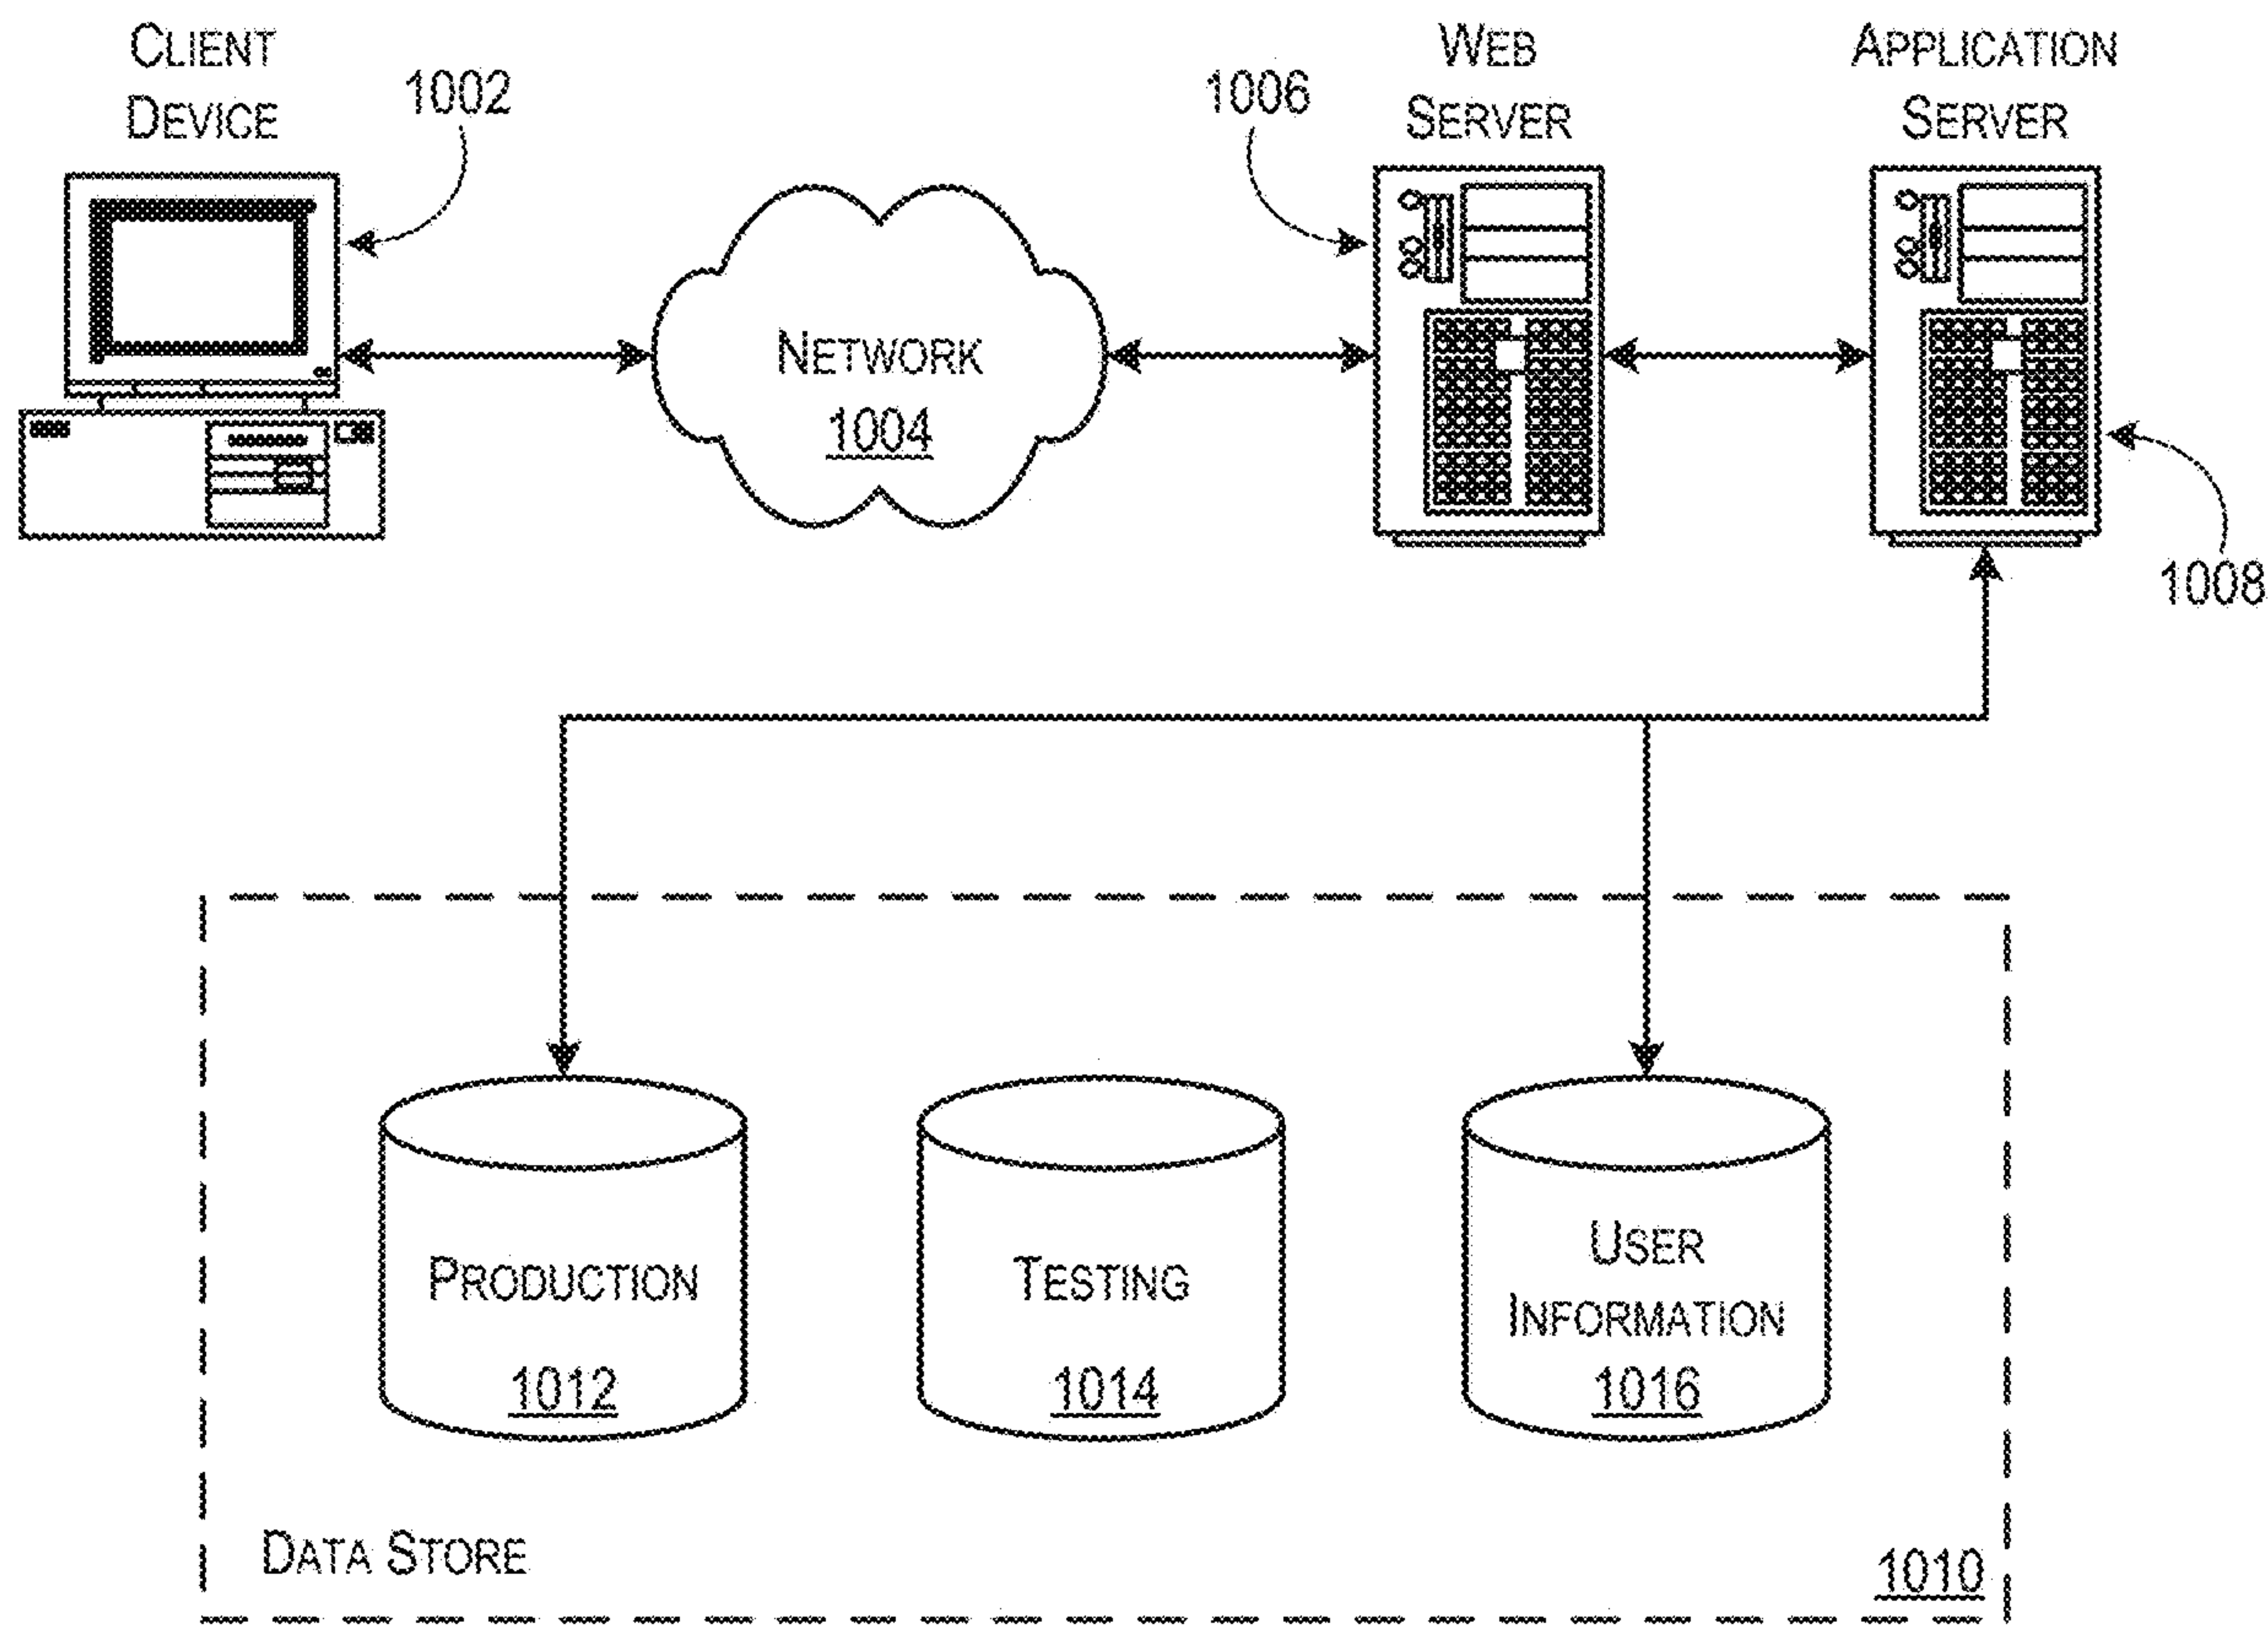 CLIENT
DEVICE
1002
NETWORK
1004
1006
WEB
SERVER
APPLICATION
SERVER
1008
PRODUCTION
1012
TESTING
1014
USER
INFORMATION
1016
DATA STORE
1010